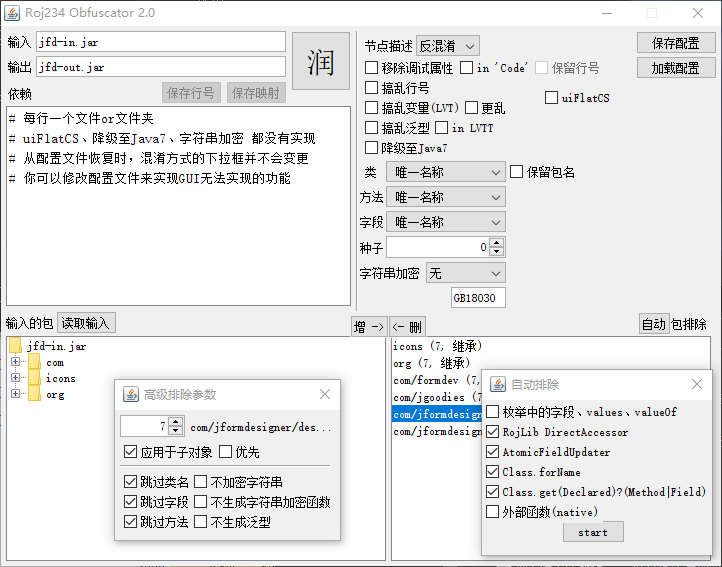 Roj234 Obfuscator 2.0
输入 jfd-in.jar
输出 jfd-out.jar
润
依赖 保存行号 保存映射
# 每行一个文件or文件夹
# uiFlatCS、降级至Java7、字符串加密 都没有实现
# 从配置文件恢复时，混淆方式的下拉框并不会变更
# 你可以修改配置文件来实现GUI无法实现的功能
节点描述 反混淆 保存配置
移除调试属性 in 'Code' 保留行号 加载配置
搞乱行号 uiFlatCS
搞乱变量(LVT) 更乱
搞乱泛型 in LVTT
降级至Java7
类 唯一名称 保留包名
方法 唯一名称
字段 唯一名称
种子 0
字符串加密 无
GB18030
输入的包 读取输入 增 -> <- 删 自动 包排除
jfd-in.jar
com
icons
org
icons (7, 继承)
org (7, 继承)
com/formdev (7,
com/jgoodies (7
com/jformdesign
com/jformdesign
高级排除参数
7 com/jformdesigner/des...
应用于子对象 优先
跳过类名 不加密字符串
跳过字段 不生成字符串加密函数
跳过方法 不生成泛型
自动排除
枚举中的字段、values、valueOf
RojLib DirectAccessor
AtomicFieldUpdater
Class.forName
Class.get(Declared)?(Method|Field)
外部函数(native)
start